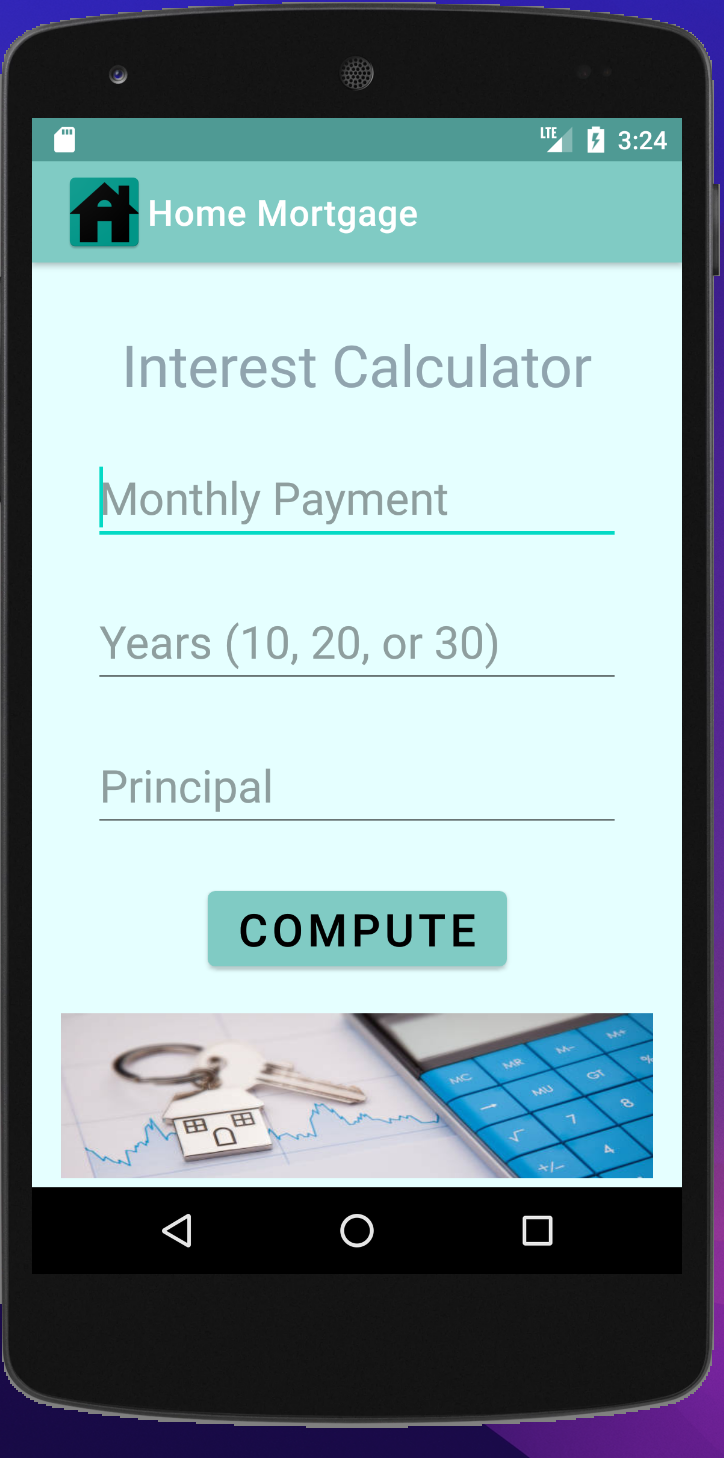 LTE 3:24
Home Mortgage
Interest Calculator
Monthly Payment
Years (10, 20, or 30)
Principal
COMPUTE
MC MR M- M+
→ MU GT %
√ 7 8
+/- 4